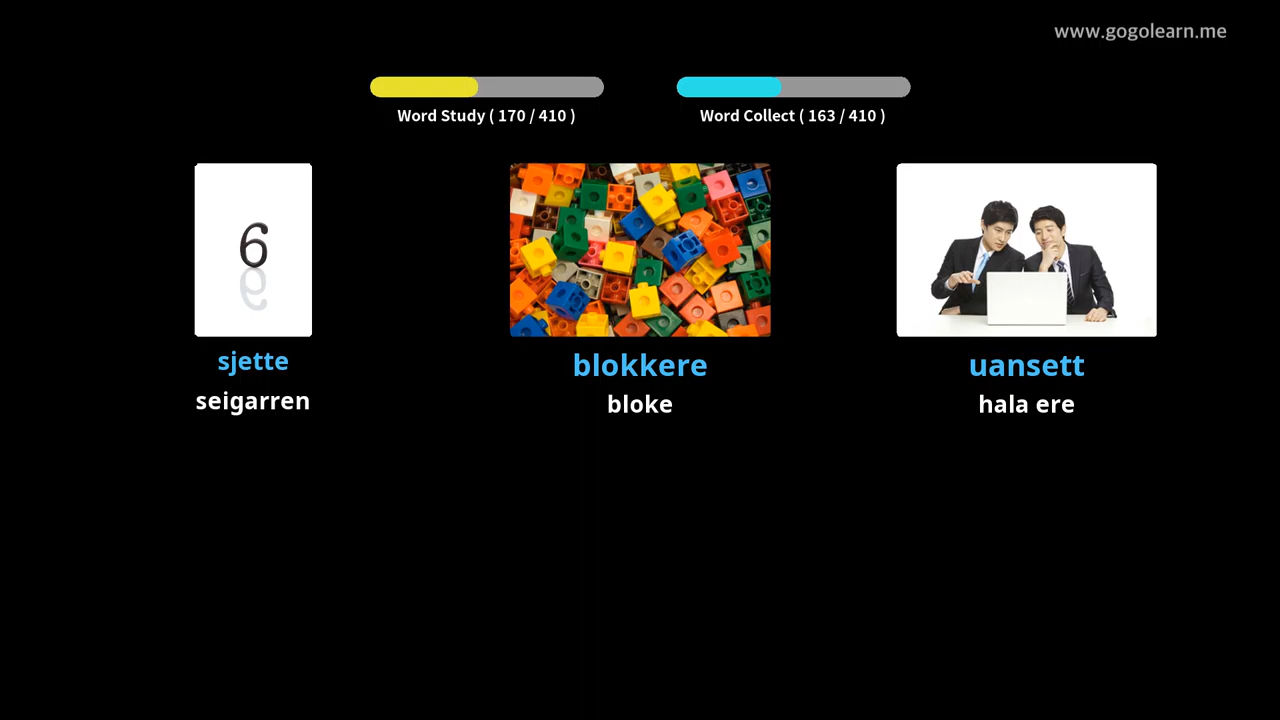 www.gogolearn.me
Word Study ( 170 / 410 )
Word Collect ( 163 / 410 )
6
sjette
seigarren
blokkere
bloke
uansett
hala ere